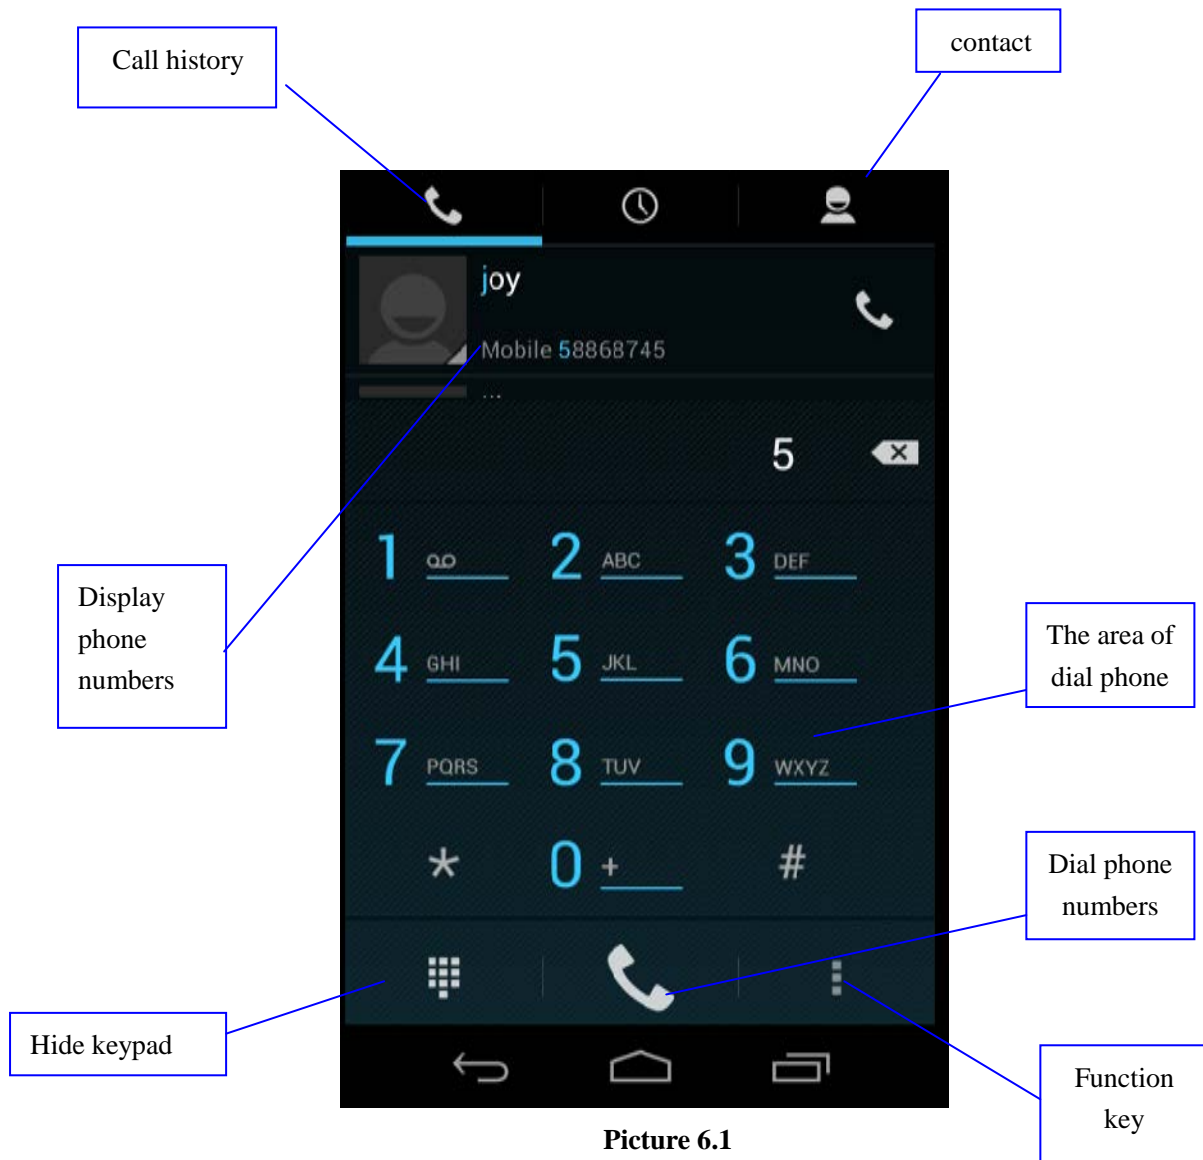 Call history
contact
joy
Mobile 58868745
...
5
1
2 ABC
3 DEF
Display
phone
numbers
4 GHI
5 JKL
6 MNO
The area of
dial phone
7 PQRS
8 TUV
9 WXYZ
*
0 +
#
Dial phone
numbers
Hide keypad
Function
key
Picture 6.1